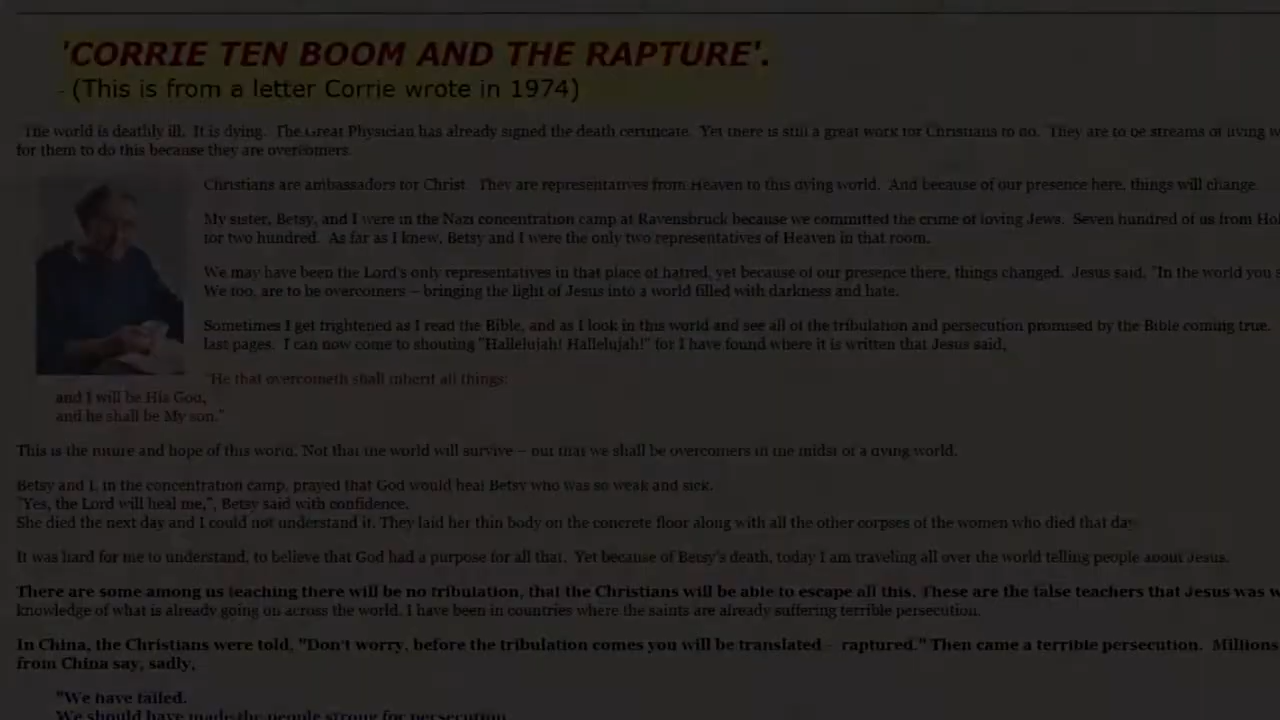 'CORRIE TEN BOOM AND THE RAPTURE'.
- (This is from a letter Corrie wrote in 1974)
The world is deathly ill. It is dying. The Great Physician has already signed the death certificate. Yet there is still a great work for Christians to do. They are to be streams of living
for them to do this because they are overcomers.
Christians are ambassadors for Christ. They are representatives from Heaven to this dying world. And because of our presence here, things will change.
My sister, Betsy, and I were in the Nazi concentration camp at Ravensbruck because we committed the crime of loving Jews. Seven hundred of us from
for two hundred. As far as I knew, Betsy and I were the only two representatives of Heaven in that room.
We may have been the Lord's only representatives in that place of hatred, yet because of our presence there, things changed. Jesus said, "In the world you
We too, are to be overcomers – bringing the light of Jesus into a world filled with darkness and hate.
Sometimes I get frightened as I read the Bible, and as I look in this world and see all of the tribulation and persecution promised by the Bible coming true.
last pages. I can now come to shouting "Hallelujah! Hallelujah!" for I have found where it is written that Jesus said,
"He that overcometh shall inherit all things:
and I will be His God,
and he shall be My son."
This is the future and hope of this world. Not that the world will survive – but that we shall be overcomers in the midst of a dying world.
Betsy and I, in the concentration camp, prayed that God would heal Betsy who was so weak and sick.
"Yes, the Lord will heal me,", Betsy said with confidence.
She died the next day and I could not understand it. They laid her thin body on the concrete floor along with all the other corpses of the women who died that day.
It was hard for me to understand, to believe that God had a purpose for all that. Yet because of Betsy's death, today I am traveling all over the world telling people about Jesus.
There are some among us teaching there will be no tribulation, that the Christians will be able to escape all this. These are the false teachers that Jesus was
knowledge of what is already going on across the world. I have been in countries where the saints are already suffering terrible persecution.
In China, the Christians were told, "Don't worry, before the tribulation comes you will be translated – raptured." Then came a terrible persecution. Millions
from China say, sadly,
"We have failed.
We should have made the people strong for persecution